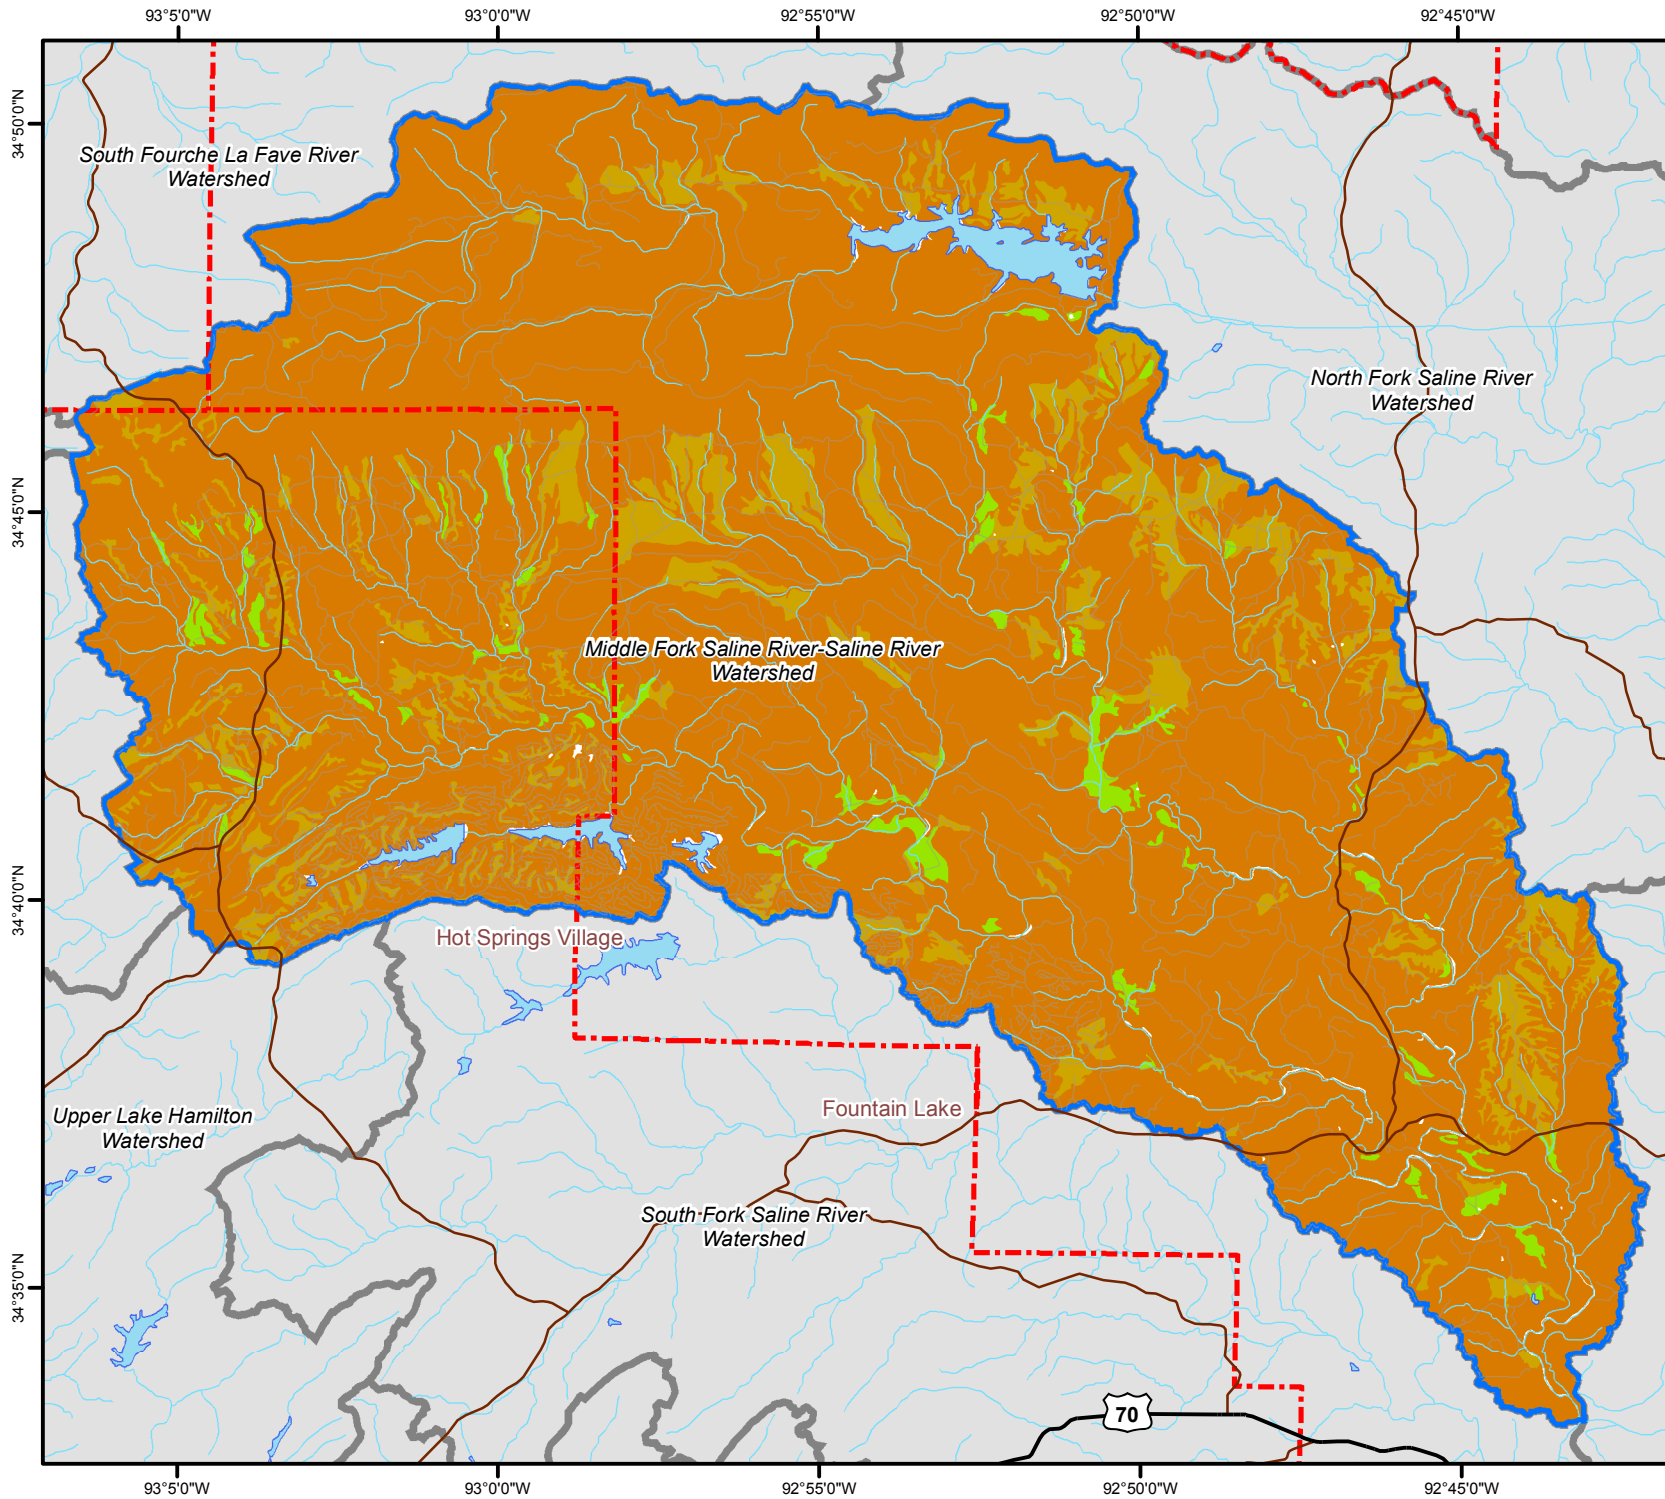 93°5'0"W
93°0'0"W
92°55'0"W
92°50'0"W
92°45'0"W
34°50'0"N
South Fourche La Fave River
Watershed
North Fork Saline River
Watershed
34°45'0"N
Middle Fork Saline River-Saline River
Watershed
34°40'0"N
Hot Springs Village
Fountain Lake
Upper Lake Hamilton
Watershed
South Fork Saline River
Watershed
34°35'0"N
70
93°5'0"W
93°0'0"W
92°55'0"W
92°50'0"W
92°45'0"W